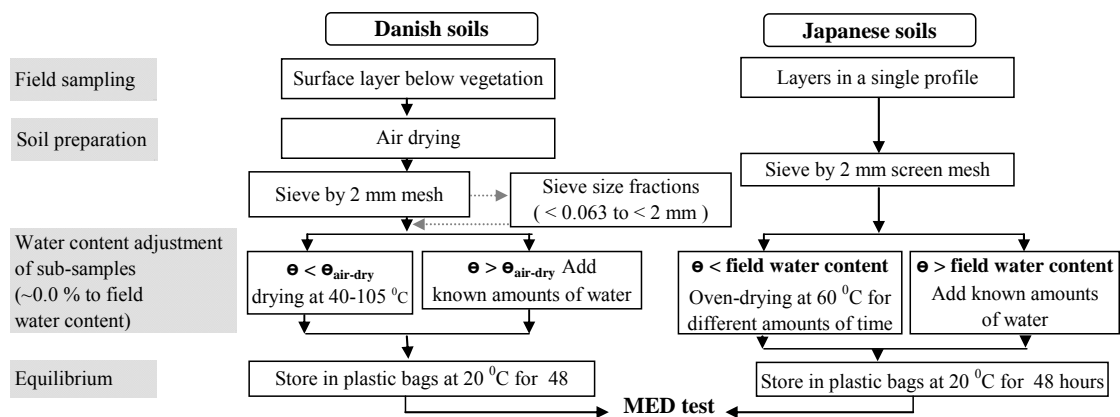 Danish soils
Japanese soils
Field sampling
Surface layer below vegetation
Layers in a single profile
Soil preparation
Air drying
Sieve by 2 mm mesh
Sieve size fractions
( < 0.063 to < 2 mm )
Sieve by 2 mm screen mesh
Water content adjustment
of sub-samples
(~0.0 % to field
water content)
ɵ < ɵair-dry
drying at 40-105 ⁰C
ɵ > ɵair-dry Add
known amounts of water
ɵ < field water content
Oven-drying at 60 ⁰C for
different amounts of time
ɵ > field water content
Add known amounts
of water
Equilibrium
Store in plastic bags at 20 ⁰C for 48
Store in plastic bags at 20 ⁰C for 48 hours
MED test